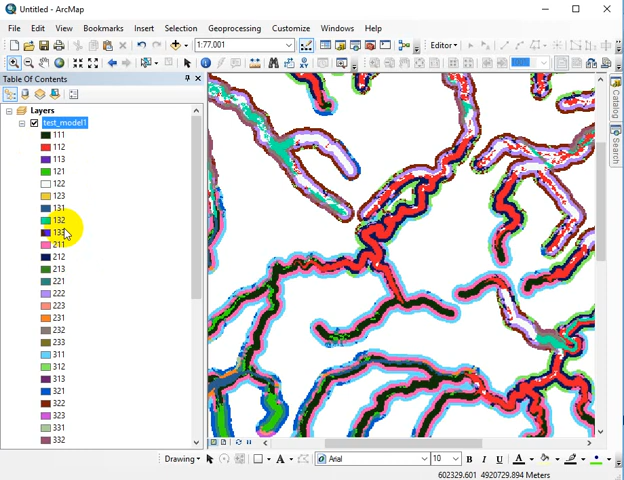 Untitled - ArcMap
File Edit View Bookmarks Insert Selection Geoprocessing Customize Windows Help
1:77,001 Editor
Table Of Contents
Layers
test_model1
111
112
113
121
122
123
131
132
133
211
212
213
221
222
223
231
232
233
311
312
313
321
322
323
331
332
Catalog
Search
Drawing A Arial 10 B I U A
602329.601 4920729.894 Meters